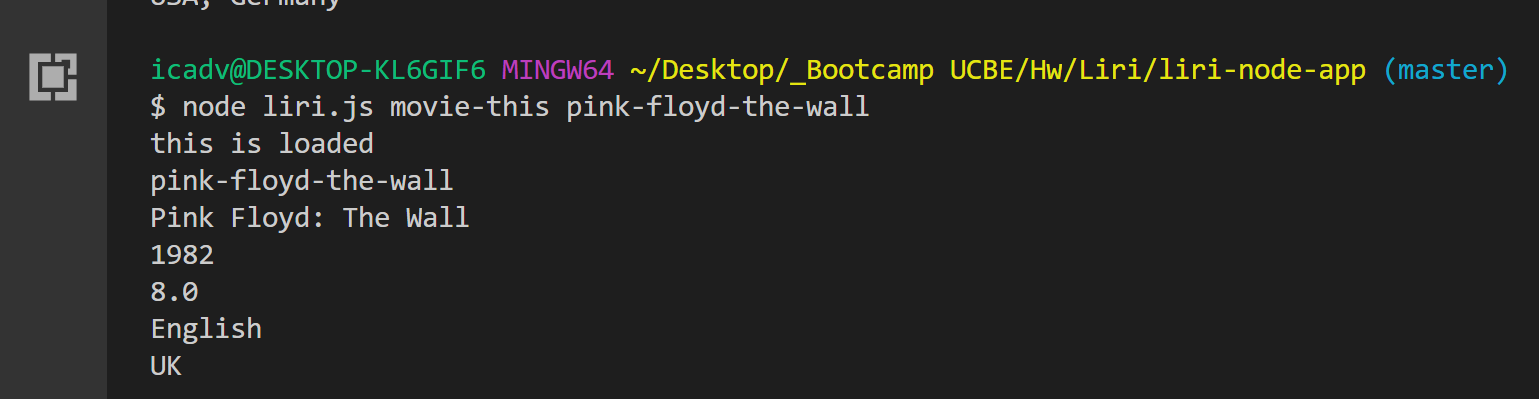 USA, Germany
icadv@DESKTOP-KL6GIF6 MINGW64 ~/Desktop/_Bootcamp UCBE/Hw/Liri/liri-node-app (master)
$ node liri.js movie-this pink-floyd-the-wall
this is loaded
pink-floyd-the-wall
Pink Floyd: The Wall
1982
8.0
English
UK